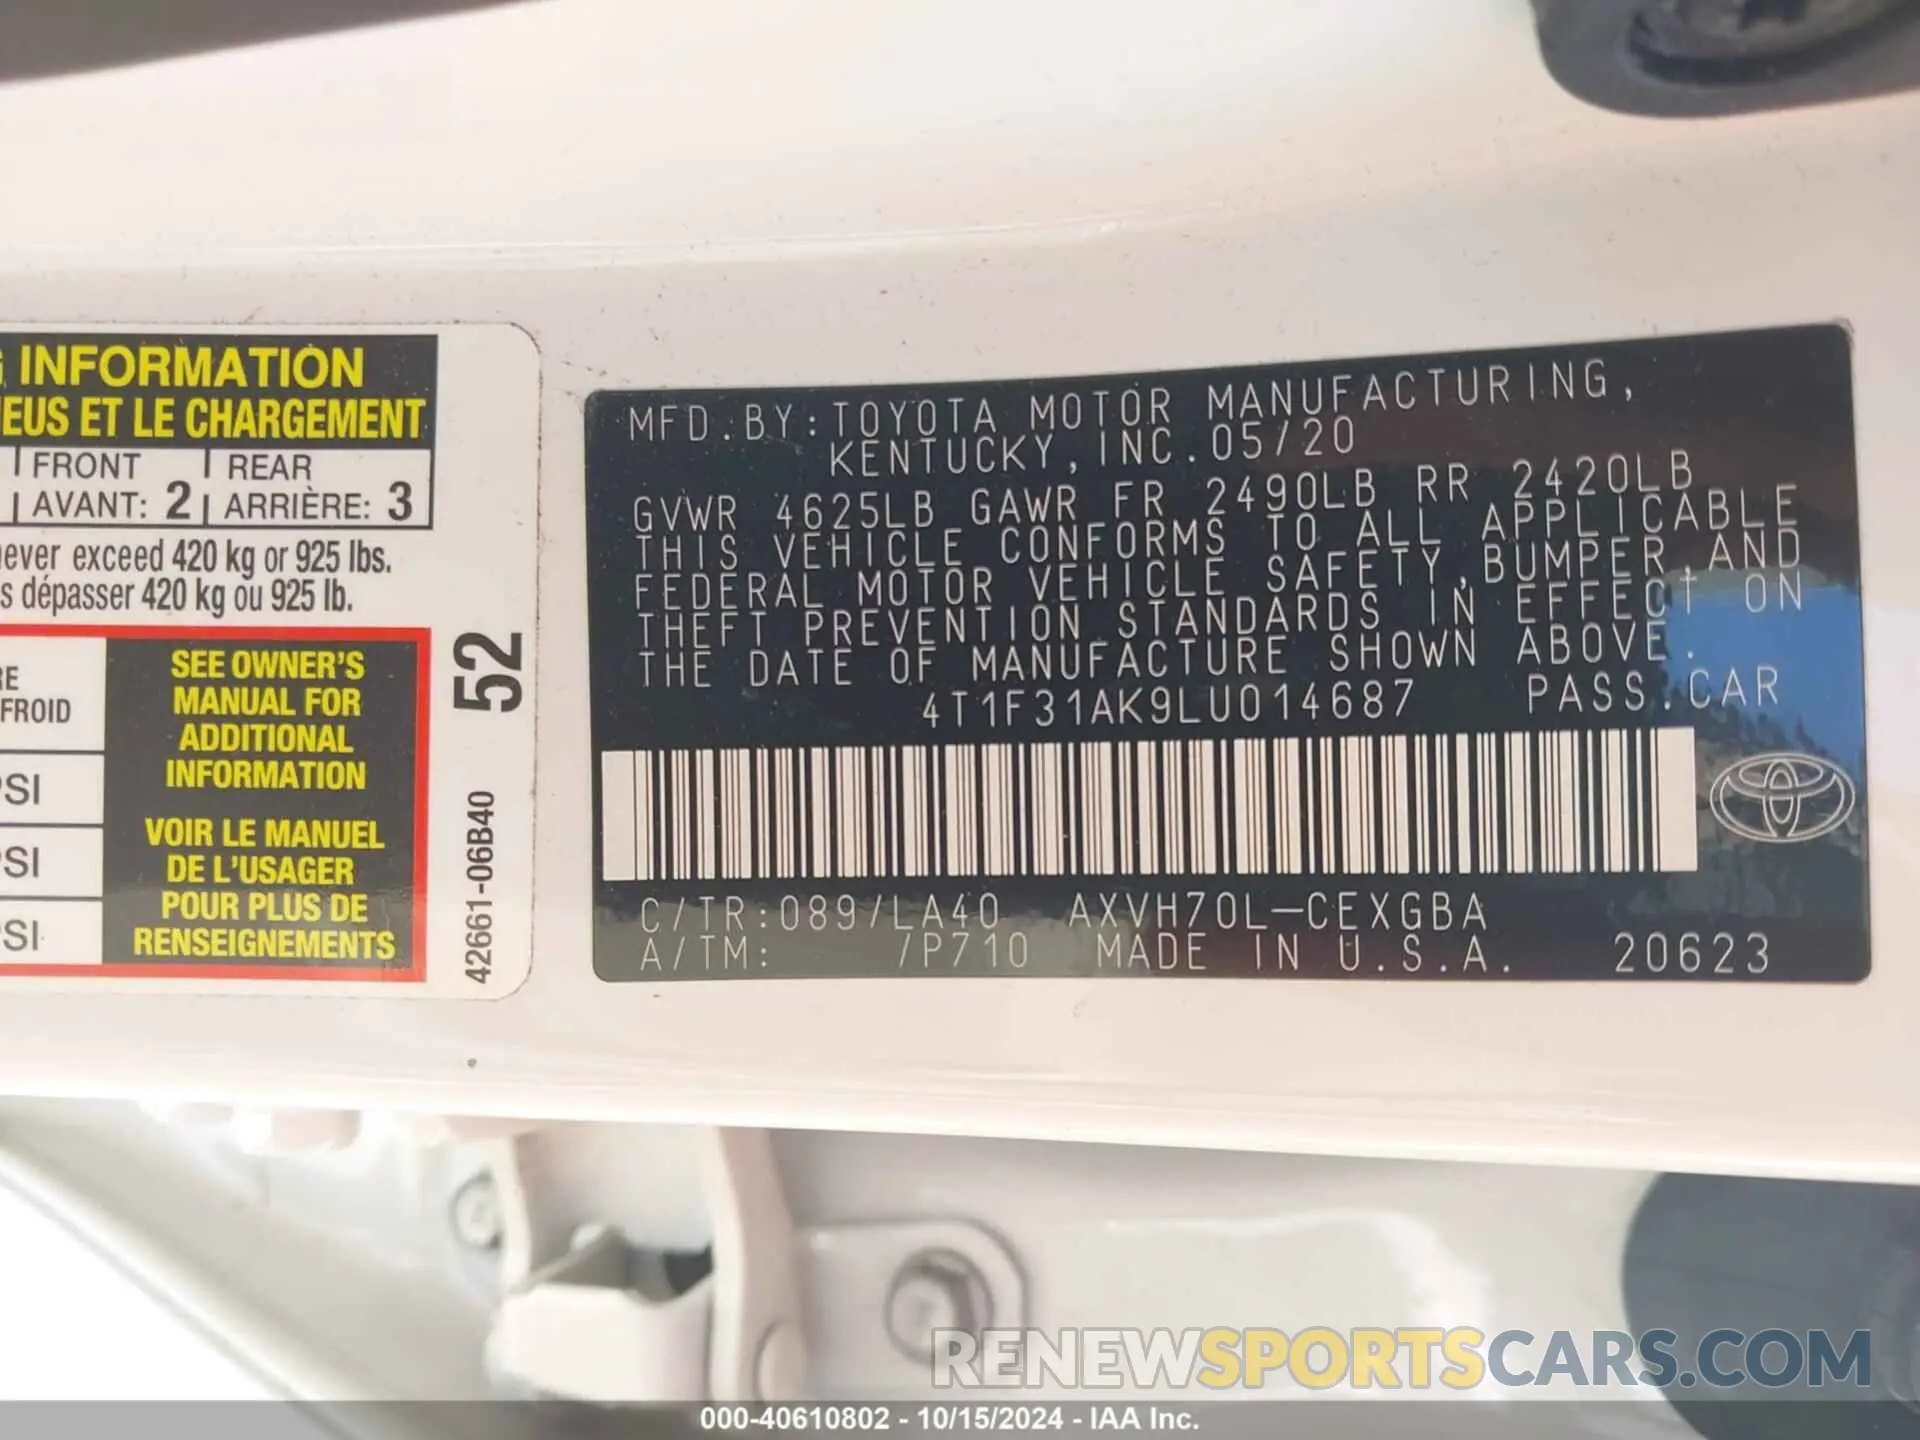 INFORMATION
EUS ET LE CHARGEMENT
FRONT
AVANT: 2
REAR
ARRIÈRE: 3
ever exceed 420 kg or 925 lbs.
s dépasser 420 kg ou 925 lb.
FROID
SEE OWNER'S
MANUAL FOR
ADDITIONAL
INFORMATION
VOIR LE MANUEL
DE L'USAGER
POUR PLUS DE
RENSEIGNEMENTS
PSI
PSI
PSI
52
42661-06B40
MFD.BY:TOYOTA MOTOR MANUFACTURING,
KENTUCKY,INC.05/20
GVWR 4625LB GAWR FR 2490LB RR 2420LB
THIS VEHICLE CONFORMS TO ALL APPLICABLE
FEDERAL MOTOR VEHICLE SAFETY,BUMPER,AND
THEFT PREVENTION STANDARDS IN EFFECT ON
THE DATE OF MANUFACTURE SHOWN ABOVE.
4T1F31AK9LU014687 PASS.CAR
C/TR:089/LA40 AXVH70L-CEXGBA
A/TM: /P710 MADE IN U.S.A. 20623
RENEWSPORTSCARS.COM
000-40610802 - 10/15/2024 - IAA Inc.